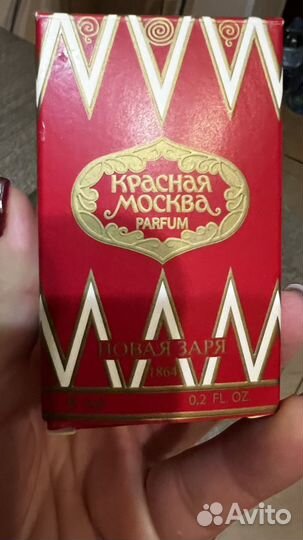 Красная
Москва
PARFUM
НОВАЯ ЗАРЯ
1864
0,2 FL. OZ.
Avito